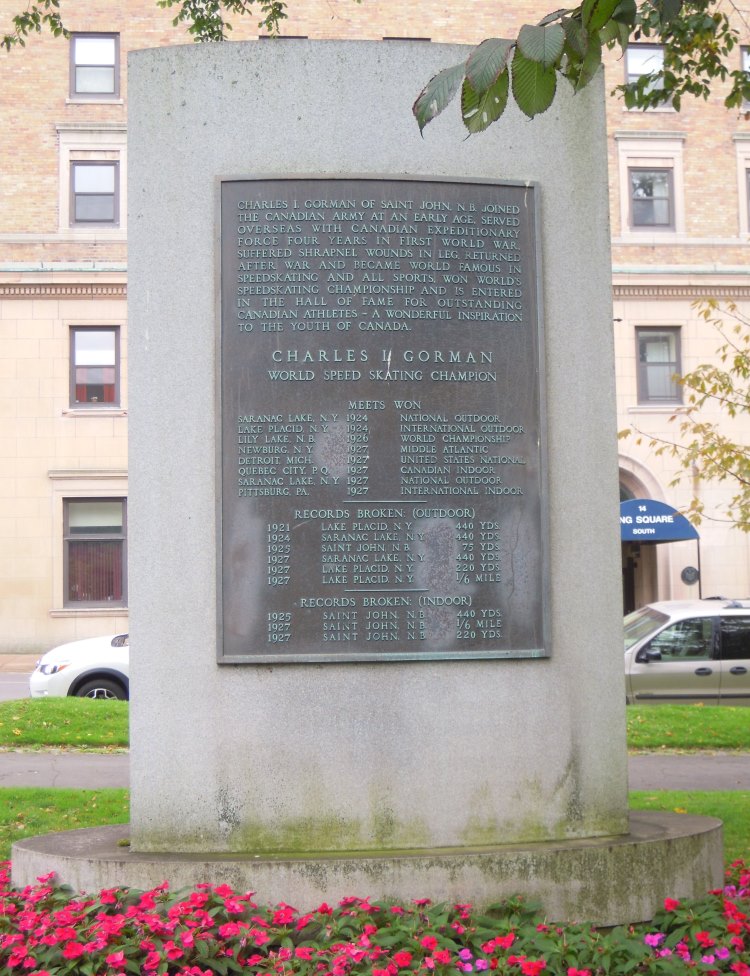 CHARLES I. GORMAN OF SAINT JOHN, N.B. JOINED
THE CANADIAN ARMY AT AN EARLY AGE, SERVED
OVERSEAS WITH CANADIAN EXPEDITIONARY
FORCE FOUR YEARS IN FIRST WORLD WAR,
SUFFERED SHRAPNEL WOUNDS IN LEG, RETURNED
AFTER WAR AND BECAME WORLD FAMOUS IN
SPEEDSKATING AND ALL SPORTS, WON WORLD'S
SPEEDSKATING CHAMPIONSHIP AND IS ENTERED
IN THE HALL OF FAME FOR OUTSTANDING
CANADIAN ATHLETES - A WONDERFUL INSPIRATION
TO THE YOUTH OF CANADA.
CHARLES I. GORMAN
WORLD SPEED SKATING CHAMPION
MEETS WON
SARANAC LAKE, N.Y. 1924 NATIONAL OUTDOOR
LAKE PLACID, N.Y. 1924 INTERNATIONAL OUTDOOR
LILY LAKE, N.B. 1926 WORLD CHAMPIONSHIP
NEWBURG, N.Y. 1927 MIDDLE ATLANTIC
DETROIT, MICH. 1927 UNITED STATES NATIONAL
QUEBEC CITY, P.Q. 1927 CANADIAN INDOOR
SARANAC LAKE, N.Y. 1927 NATIONAL OUTDOOR
PITTSBURG, PA. 1927 INTERNATIONAL INDOOR
RECORDS BROKEN: (OUTDOOR)
1921 LAKE PLACID, N.Y. 440 YDS.
1924 SARANAC LAKE, N.Y. 440 YDS.
1925 SAINT JOHN, N.B. 75 YDS.
1927 SARANAC LAKE, N.Y. 440 YDS.
1927 LAKE PLACID, N.Y. 220 YDS.
1927 LAKE PLACID, N.Y. 1/6 MILE
RECORDS BROKEN: (INDOOR)
1925 SAINT JOHN, N.B. 440 YDS.
1927 SAINT JOHN, N.B. 1/6 MILE
1927 SAINT JOHN, N.B. 220 YDS.
14
NG SQUARE
SOUTH